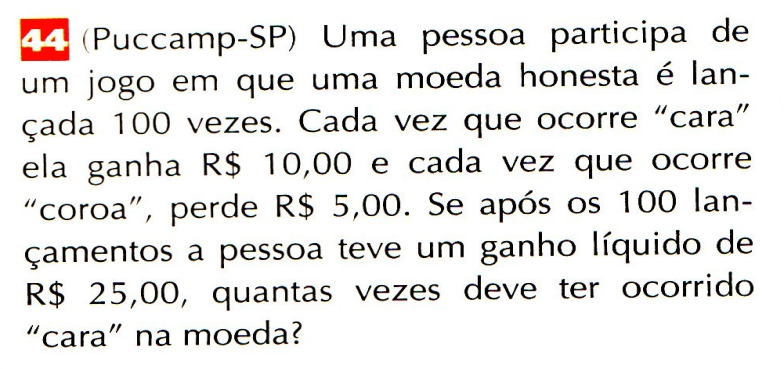 44 (Puccamp-SP) Uma pessoa participa de
um jogo em que uma moeda honesta é lan-
çada 100 vezes. Cada vez que ocorre “cara”
ela ganha R$ 10,00 e cada vez que ocorre
“coroa”, perde R$ 5,00. Se após os 100 lan-
çamentos a pessoa teve um ganho líquido de
R$ 25,00, quantas vezes deve ter ocorrido
“cara” na moeda?